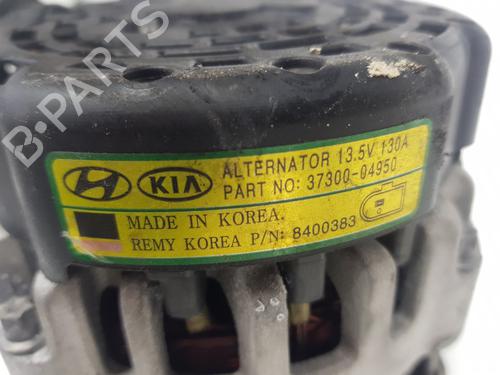 B-PARTS
KIA
ALTERNATOR 13.5V 130A
PART NO: 37300-04950
MADE IN KOREA.
REMY KOREA P/N: 8400383